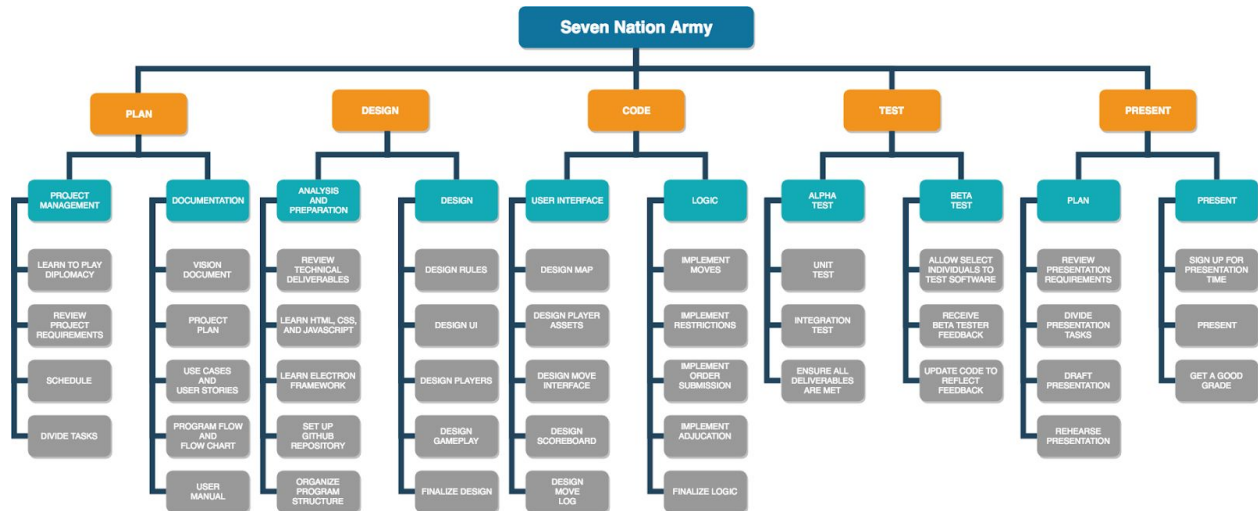 Seven Nation Army
PLAN
DESIGN
CODE
TEST
PRESENT
PROJECT
MANAGEMENT
DOCUMENTATION
ANALYSIS
AND
PREPARATION
DESIGN
USER INTERFACE
LOGIC
ALPHA
TEST
BETA
TEST
PLAN
PRESENT
LEARN TO PLAY
DIPLOMACY
VISION
DOCUMENT
REVIEW
TECHNICAL
DELIVERABLES
DESIGN RULES
DESIGN MAP
IMPLEMENT
MOVES
UNIT
TEST
ALLOW SELECT
INDIVIDUALS TO
TEST SOFTWARE
REVIEW
PRESENTATION
REQUIREMENTS
SIGN UP FOR
PRESENTATION
TIME
REVIEW
PROJECT
REQUIREMENTS
PROJECT
PLAN
LEARN HTML, CSS,
AND JAVASCRIPT
DESIGN UI
DESIGN PLAYER
ASSETS
IMPLEMENT
RESTRICTIONS
INTEGRATION
TEST
RECEIVE
BETA TESTER
FEEDBACK
DIVIDE
PRESENTATION
TASKS
PRESENT
SCHEDULE
USE CASES
AND
USER STORIES
LEARN ELECTRON
FRAMEWORK
DESIGN PLAYERS
DESIGN MOVE
INTERFACE
IMPLEMENT
ORDER
SUBMISSION
ENSURE ALL
DELIVERABLES
ARE MET
UPDATE CODE TO
REFLECT
FEEDBACK
DRAFT
PRESENTATION
GET A GOOD
GRADE
DIVIDE TASKS
PROGRAM FLOW
AND
FLOW CHART
SET UP
GITHUB
REPOSITORY
DESIGN
GAMEPLAY
DESIGN
SCOREBOARD
IMPLEMENT
ADJUCATION
REHEARSE
PRESENTATION
USER
MANUAL
ORGANIZE
PROGRAM
STRUCTURE
FINALIZE DESIGN
DESIGN
MOVE
LOG
FINALIZE LOGIC